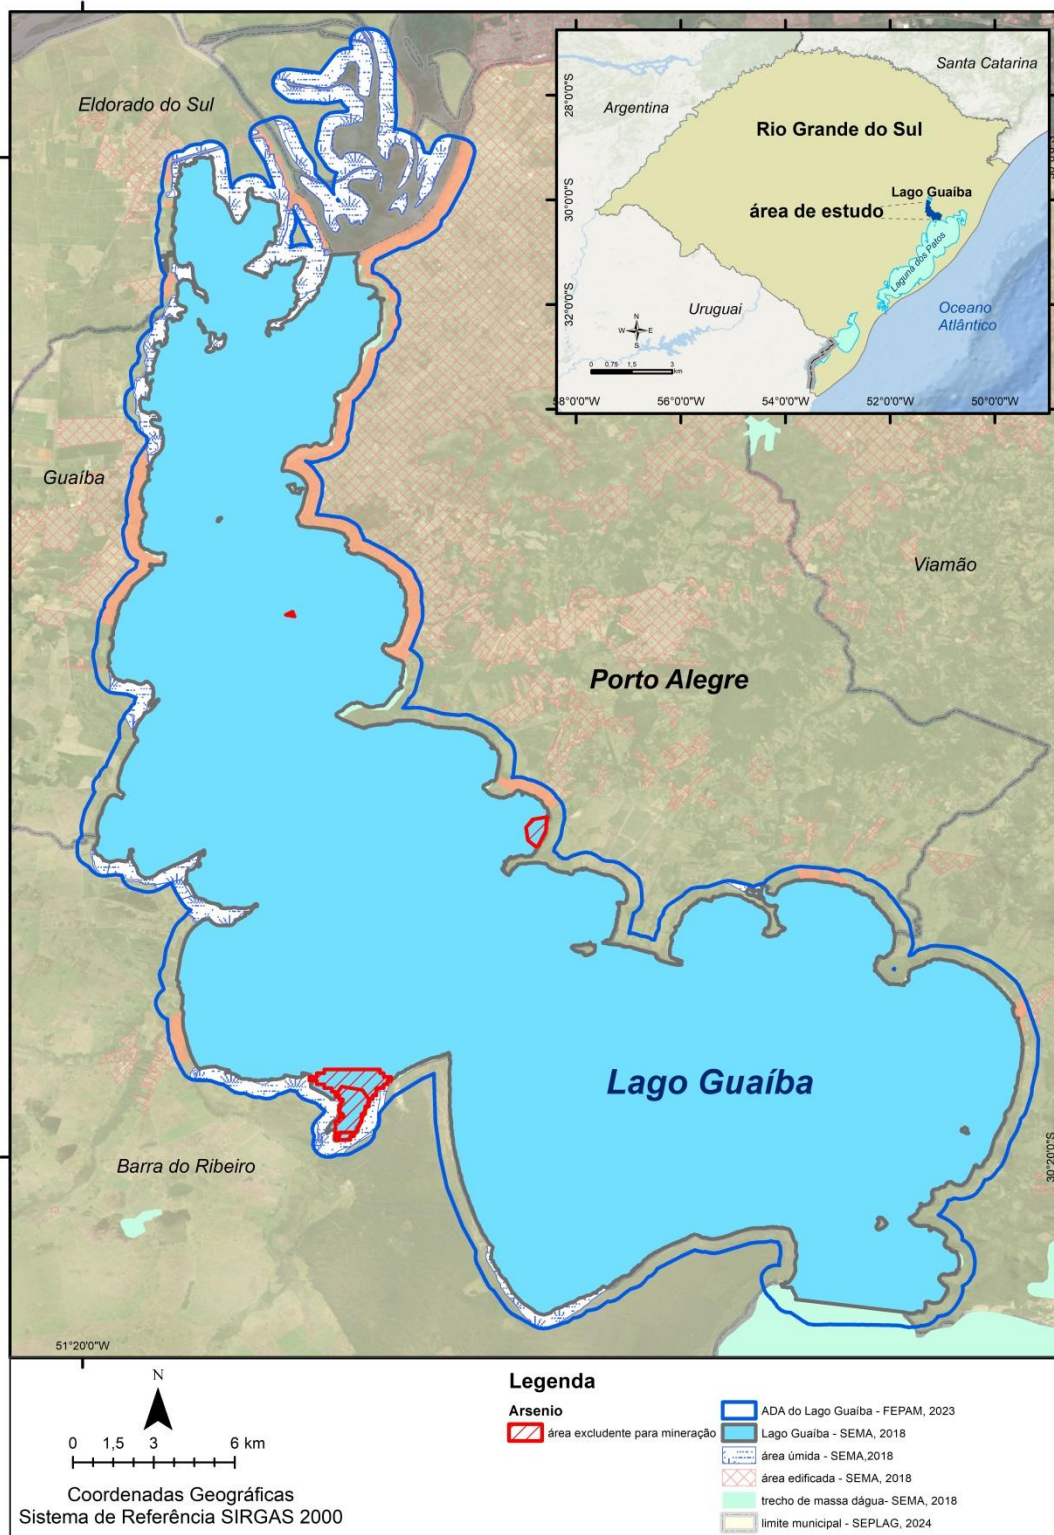 Eldorado do Sul
Guaíba
Viamão
Porto Alegre
Lago Guaíba
Barra do Ribeiro
51°20'0"W
30°20'0"S
Santa Catarina
Argentina
Rio Grande do Sul
Lago Guaíba
área de estudo
Laguna dos Patos
Uruguai
Oceano
Atlântico
N
W E
S
0 0,75 1,5 3
km
28°0'0"S
30°0'0"S
32°0'0"S
58°0'0"W 56°0'0"W 54°0'0"W 52°0'0"W 50°0'0"W
N
0 1,5 3 6 km
Coordenadas Geográficas
Sistema de Referência SIRGAS 2000
Legenda
Arsenio
área excludente para mineração
ADA do Lago Guaíba - FEPAM, 2023
Lago Guaíba - SEMA, 2018
área úmida - SEMA,2018
área edificada - SEMA, 2018
trecho de massa dágua- SEMA, 2018
limite municipal - SEPLAG, 2024